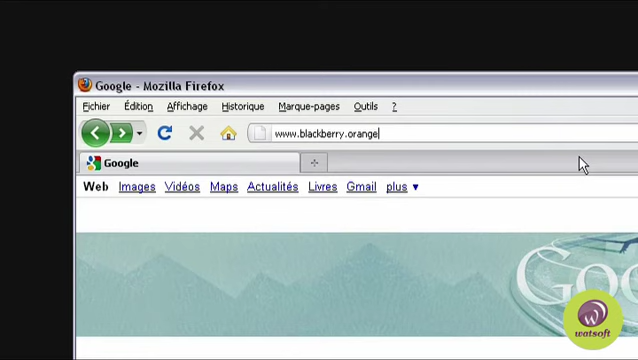 Google - Mozilla Firefox
Fichier Édition Affichage Historique Marque-pages Outils ?
www.blackberry.orange
Google
Web Images Vidéos Maps Actualités Livres Gmail plus ▼
Goo
watsoft